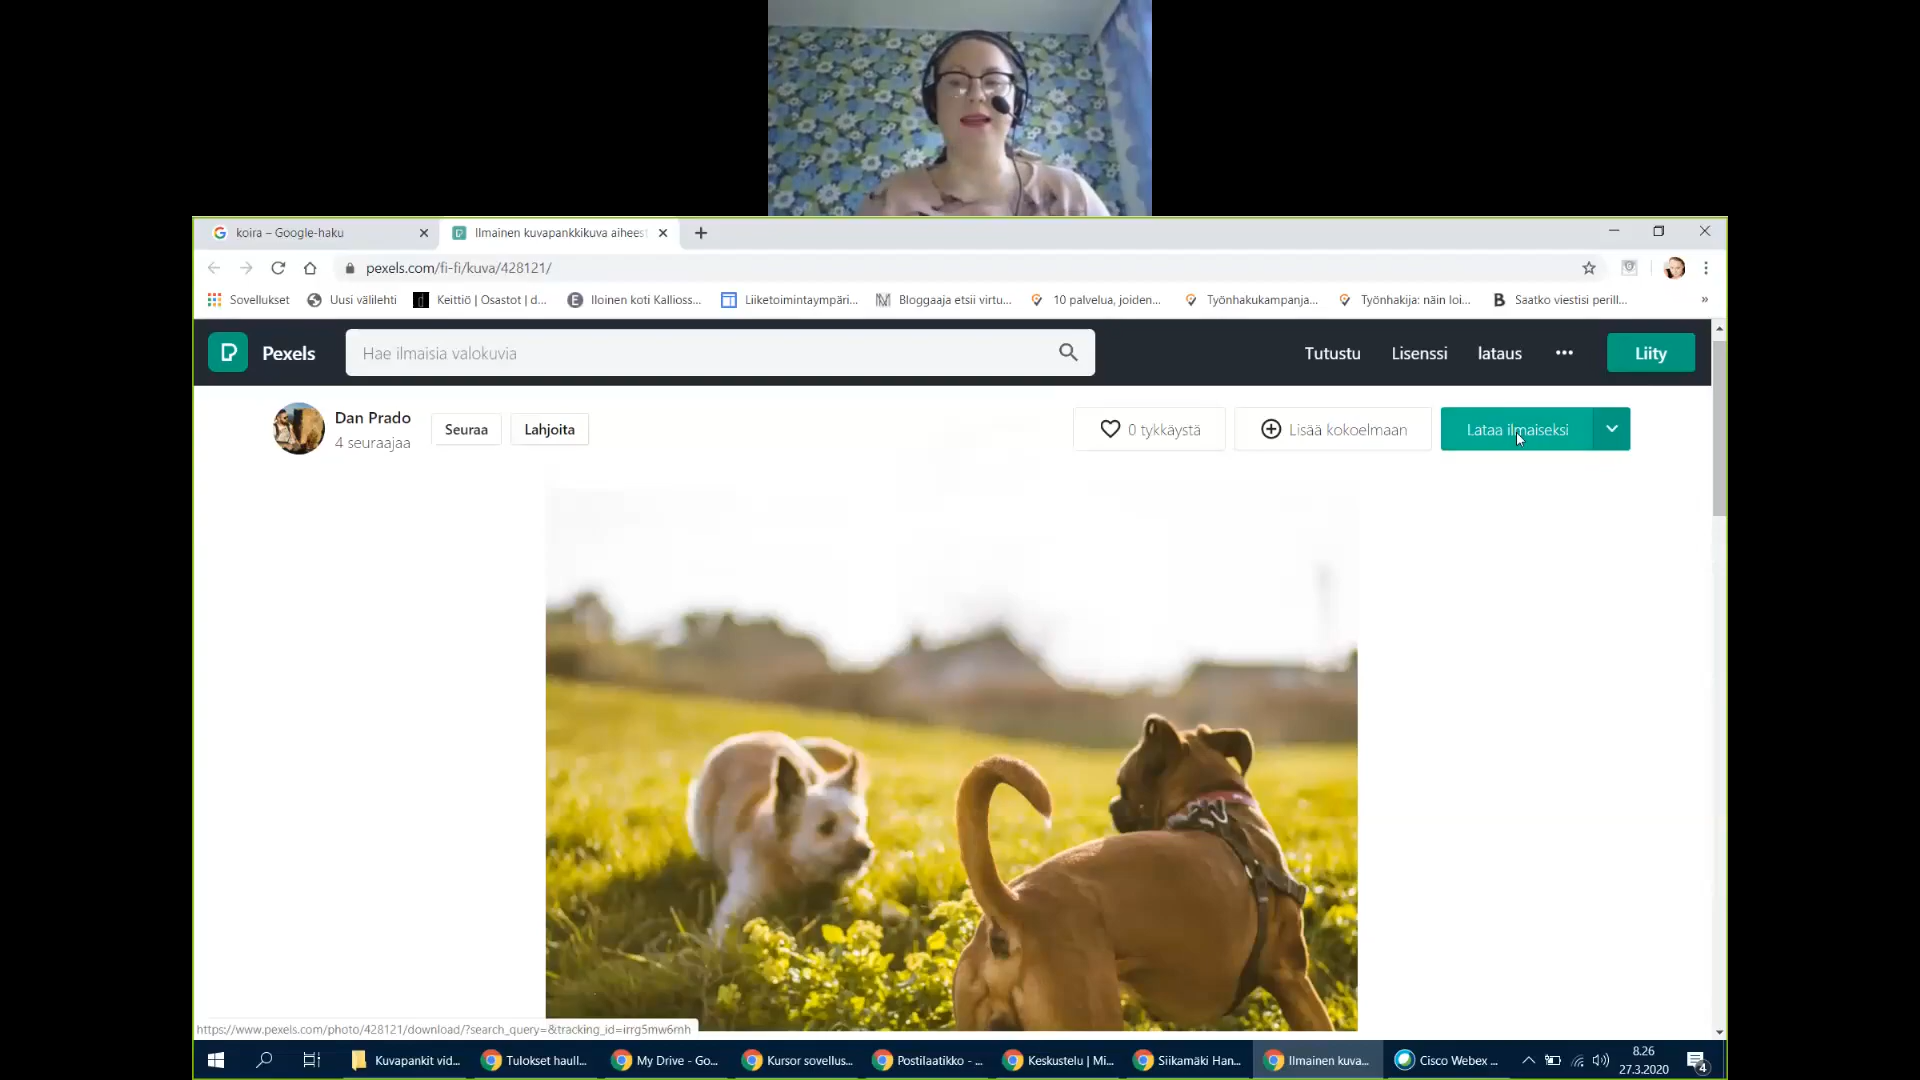 koira – Google-haku
Ilmainen kuvapankkikuva aihees
pexels.com/fi-fi/kuva/428121/
Sovellukset
Uusi välilehti
Keittiö | Osastot | d...
Iloinen koti Kallioss...
Liiketoimintaympäri...
Bloggaaja etsii virtu...
10 palvelua, joiden...
Työnhakukampanja...
Työnhakija: näin loi...
Saatko viestisi perill...
Pexels
Hae ilmaisia valokuvia
Tutustu
Lisenssi
lataus
Liity
Dan Prado
4 seuraajaa
Seuraa
Lahjoita
0 tykkäystä
Lisää kokoelmaan
Lataa ilmaiseksi
https://www.pexels.com/photo/428121/download/?search_query=&tracking_id=irrg5mw6mh
Kuvapankit vid...
Tulokset haull...
My Drive - Go...
Kursor sovellus...
Postilaatikko - ...
Keskustelu | Mi...
Siikamäki Han...
Ilmainen kuva...
Cisco Webex ...
8.26
27.3.2020
4